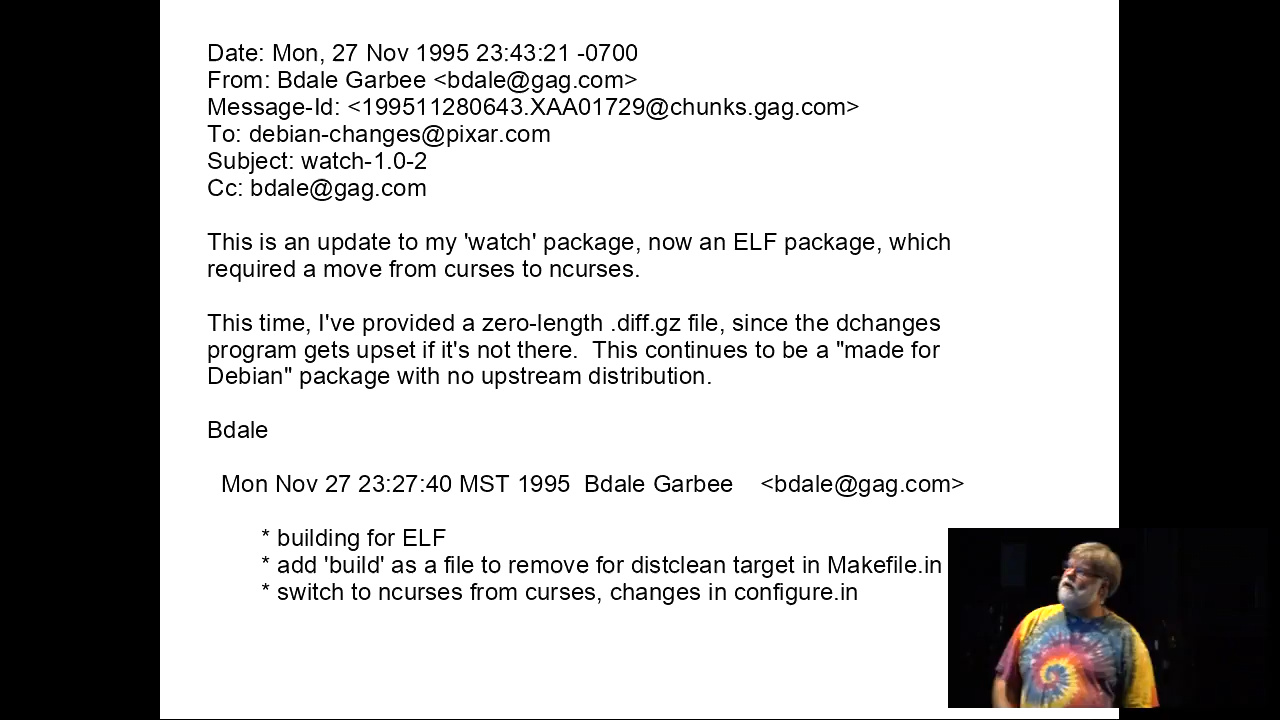 Date: Mon, 27 Nov 1995 23:43:21 -0700
From: Bdale Garbee <bdale@gag.com>
Message-Id: <199511280643.XAA01729@chunks.gag.com>
To: debian-changes@pixar.com
Subject: watch-1.0-2
Cc: bdale@gag.com
This is an update to my 'watch' package, now an ELF package, which
required a move from curses to ncurses.
This time, I've provided a zero-length .diff.gz file, since the dchanges
program gets upset if it's not there.  This continues to be a "made for
Debian" package with no upstream distribution.
Bdale
Mon Nov 27 23:27:40 MST 1995  Bdale Garbee    <bdale@gag.com>
* building for ELF
* add 'build' as a file to remove for distclean target in Makefile.in
* switch to ncurses from curses, changes in configure.in